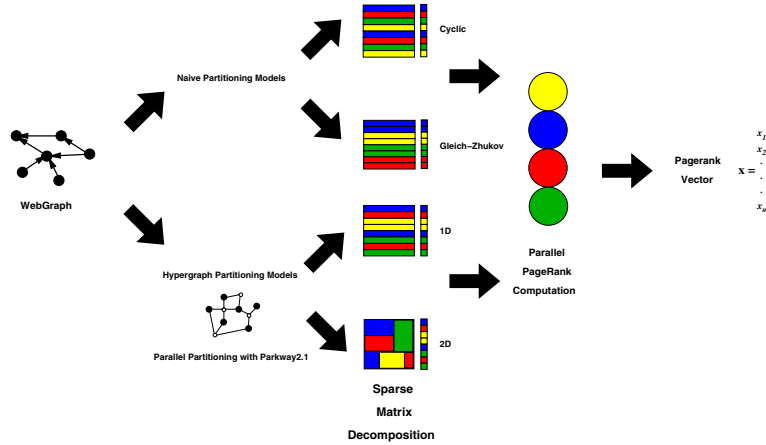 Cyclic
Naive Partitioning Models
Gleich-Zhukov
WebGraph
Pagerank
Vector
x =
x1
x2
.
.
.
xn
1D
Hypergraph Partitioning Models
Parallel
PageRank
Computation
Parallel Partitioning with Parkway2.1
2D
Sparse
Matrix
Decomposition